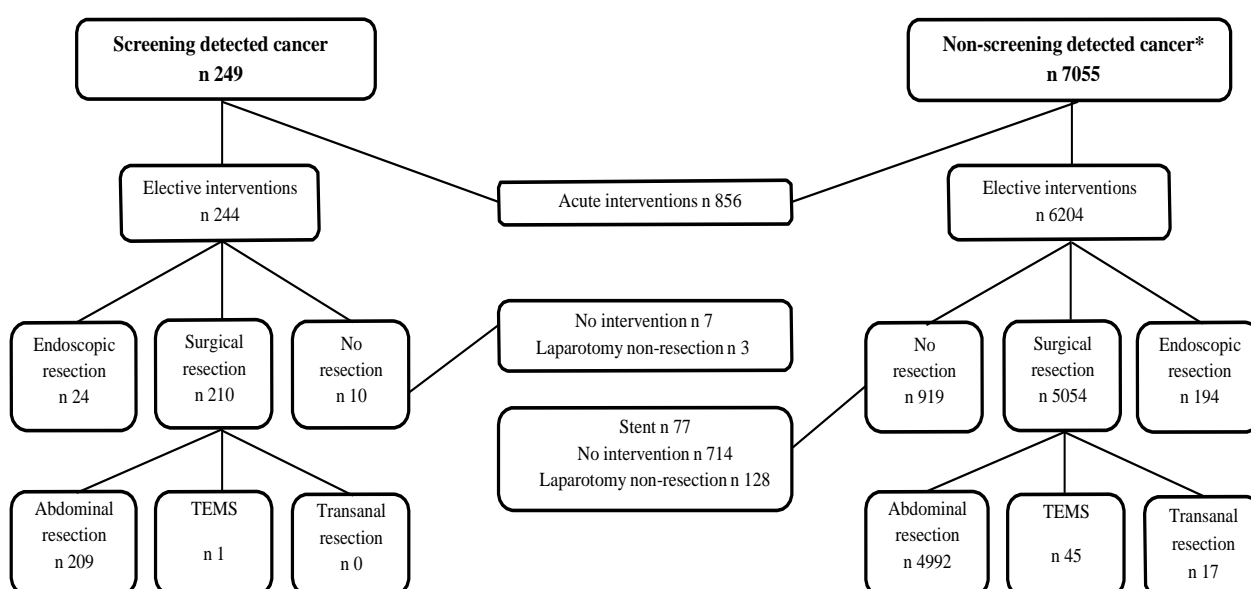 Screening detected cancer
n 249
Non-screening detected cancer*
n 7055
Elective interventions
n 244
Acute interventions n 856
Elective interventions
n 6204
Endoscopic
resection
n 24
Surgical
resection
n 210
No
resection
n 10
No intervention n 7
Laparotomy non-resection n 3
No
resection
n 919
Surgical
resection
n 5054
Endoscopic
resection
n 194
Stent n 77
No intervention n 714
Laparotomy non-resection n 128
Abdominal
resection
n 209
TEMS
n 1
Transanal
resection
n 0
Abdominal
resection
n 4992
TEMS
n 45
Transanal
resection
n 17